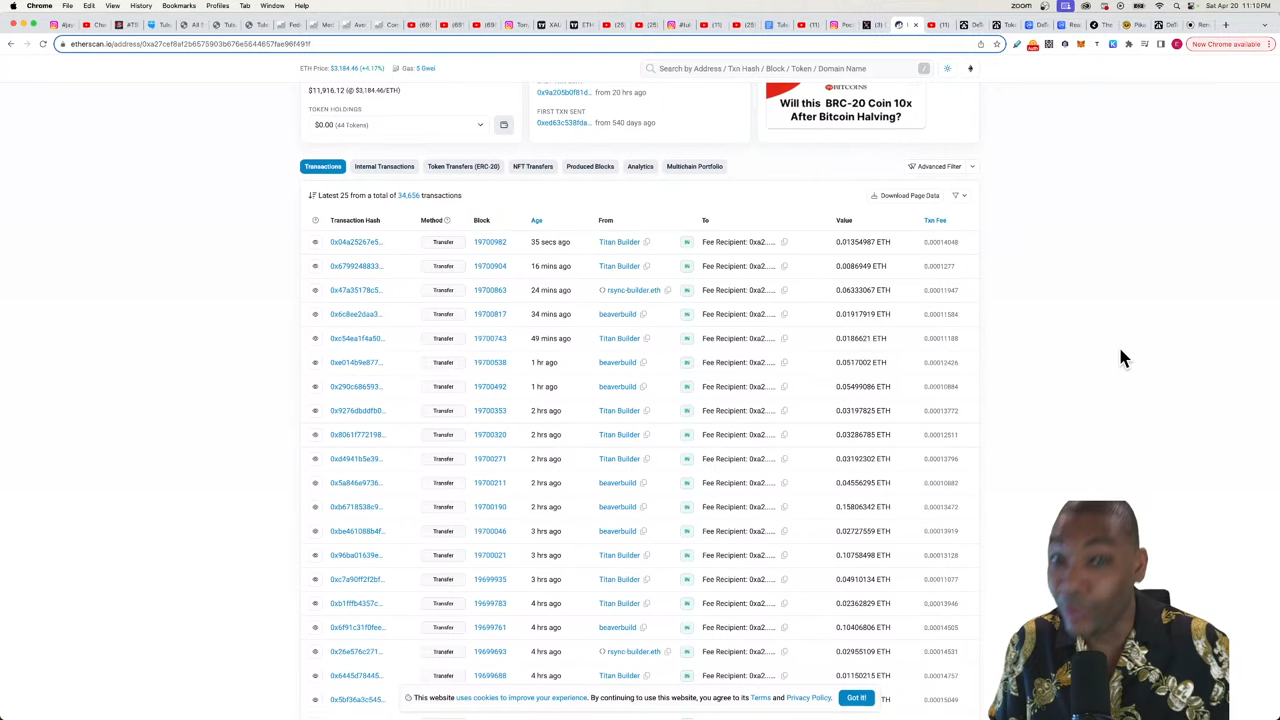 Chrome File Edit View History Bookmarks Profiles Tab Window Help zoom Sat Apr 20 11:10 PM
etherscan.io/address/0xa27cef8af2b6575903b676e5644657fae96f491f New Chrome available
ETH Price: $3,184.46 (+4.17%) Gas: 5 Gwei Search by Address / Txn Hash / Block / Token / Domain Name /
$11,916.12 (@ $3,184.46/ETH)
0x9a205b0f81d... from 20 hrs ago
BITCOINS
TOKEN HOLDINGS
FIRST TXN SENT
Will this BRC-20 Coin 10x
After Bitcoin Halving?
$0.00 (44 Tokens)
0xed63c538fda... from 540 days ago
Transactions Internal Transactions Token Transfers (ERC-20) NFT Transfers Produced Blocks Analytics Multichain Portfolio Advanced Filter
Latest 25 from a total of 34,656 transactions Download Page Data
Transaction Hash Method Block Age From To Value Txn Fee
0x04a25267e5... Transfer 19700982 35 secs ago Titan Builder IN Fee Recipient: 0xa2...... 0.01354987 ETH 0.00014048
0x6799248833... Transfer 19700904 16 mins ago Titan Builder IN Fee Recipient: 0xa2...... 0.0086949 ETH 0.0001277
0x47a35178c5... Transfer 19700863 24 mins ago rsync-builder.eth IN Fee Recipient: 0xa2...... 0.06333067 ETH 0.00011947
0x6c8ee2daa3... Transfer 19700817 34 mins ago beaverbuild IN Fee Recipient: 0xa2...... 0.01917919 ETH 0.00011584
0xc54ea1f4a50... Transfer 19700743 49 mins ago Titan Builder IN Fee Recipient: 0xa2...... 0.0186621 ETH 0.00011188
0xe014b9e877... Transfer 19700538 1 hr ago beaverbuild IN Fee Recipient: 0xa2...... 0.0517002 ETH 0.00012426
0x290c686593... Transfer 19700492 1 hr ago beaverbuild IN Fee Recipient: 0xa2...... 0.05499086 ETH 0.00010884
0x9276dbddfb0... Transfer 19700353 2 hrs ago Titan Builder IN Fee Recipient: 0xa2...... 0.03197825 ETH 0.00013772
0x8061f772198... Transfer 19700320 2 hrs ago Titan Builder IN Fee Recipient: 0xa2...... 0.03286785 ETH 0.00012511
0xd4941b5e39... Transfer 19700271 2 hrs ago Titan Builder IN Fee Recipient: 0xa2...... 0.03192302 ETH 0.00013796
0x5a846e9736... Transfer 19700211 2 hrs ago beaverbuild IN Fee Recipient: 0xa2...... 0.04556295 ETH 0.00010882
0xb6718538c9... Transfer 19700190 2 hrs ago beaverbuild IN Fee Recipient: 0xa2...... 0.15806342 ETH 0.00013472
0xbe461088b4f... Transfer 19700046 3 hrs ago beaverbuild IN Fee Recipient: 0xa2...... 0.02727559 ETH 0.00013919
0x96ba01639e... Transfer 19700021 3 hrs ago Titan Builder IN Fee Recipient: 0xa2...... 0.10758498 ETH 0.00013128
0xc7a90ff2f2bf... Transfer 19699935 3 hrs ago Titan Builder IN Fee Recipient: 0xa2...... 0.04910134 ETH 0.00011077
0xb1fffb4357c... Transfer 19699783 4 hrs ago Titan Builder IN Fee Recipient: 0xa2...... 0.02362829 ETH 0.00013946
0x6f91c31f0fee... Transfer 19699761 4 hrs ago beaverbuild IN Fee Recipient: 0xa2...... 0.10406806 ETH 0.00014505
0x26e576c271... Transfer 19699693 4 hrs ago rsync-builder.eth IN Fee Recipient: 0xa2...... 0.02955109 ETH 0.00014531
0x6445d78445... Transfer 19699688 4 hrs ago Titan Builder IN Fee Recipient: 0xa2...... 0.01150215 ETH 0.00014757
0x5bf36a3c545... This website uses cookies to improve your experience. By continuing to use this website, you agree to its Terms and Privacy Policy. Got it! TH 0.00015049